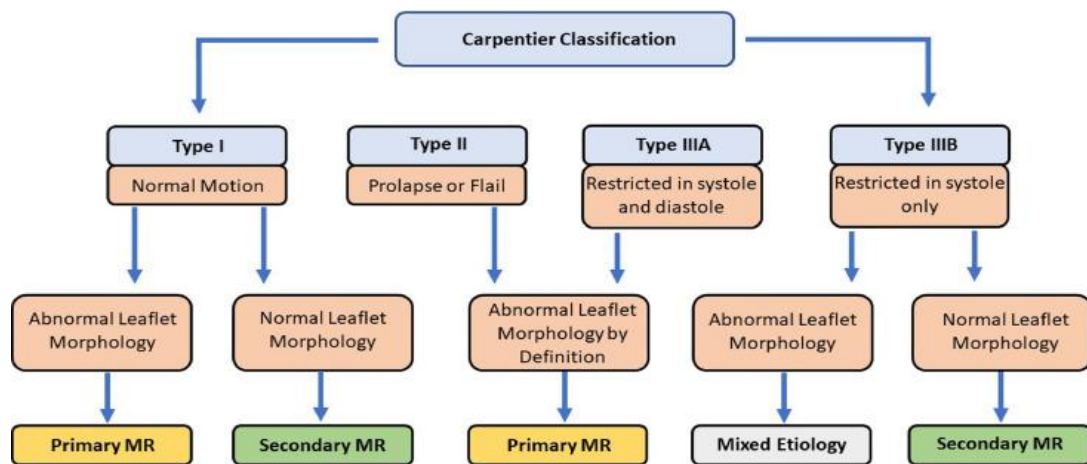 Carpentier Classification
Type I
Normal Motion
Type II
Prolapse or Flail
Type IIIA
Restricted in systole
and diastole
Type IIIB
Restricted in systole
only
Abnormal Leaflet
Morphology
Normal Leaflet
Morphology
Abnormal Leaflet
Morphology by
Definition
Abnormal Leaflet
Morphology
Normal Leaflet
Morphology
Primary MR
Secondary MR
Primary MR
Mixed Etiology
Secondary MR